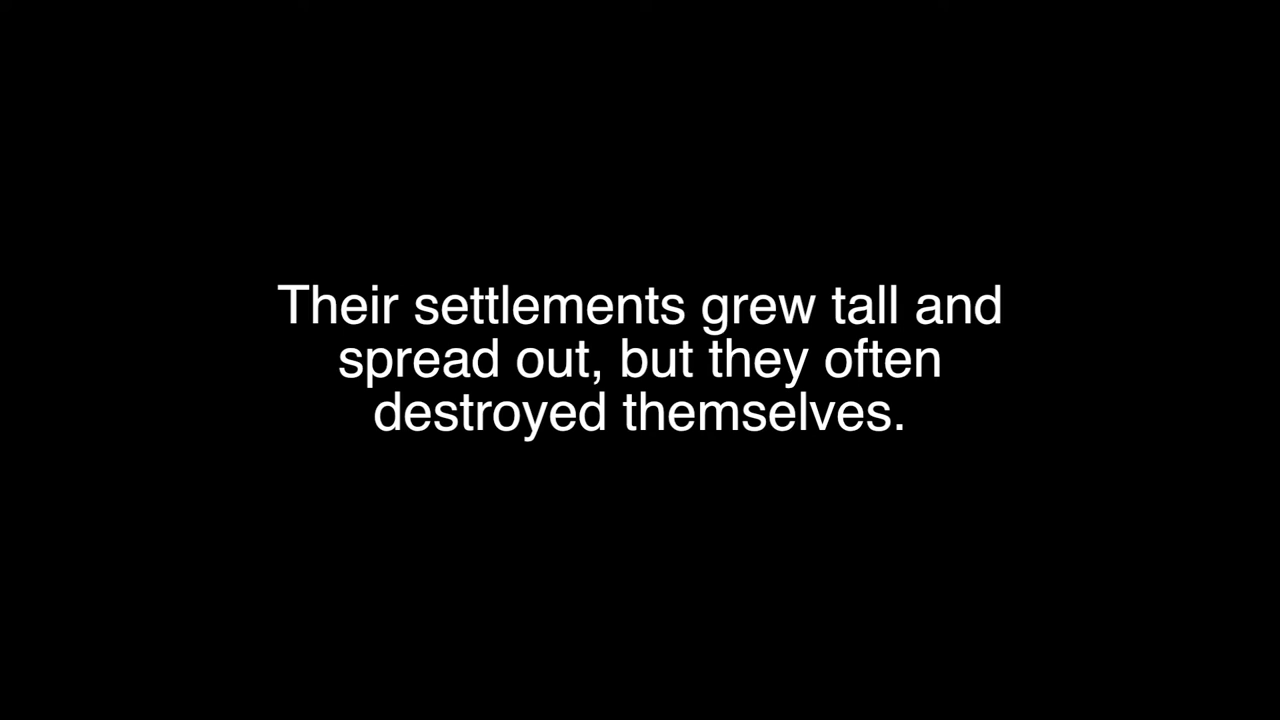 Their settlements grew tall and
spread out, but they often
destroyed themselves.